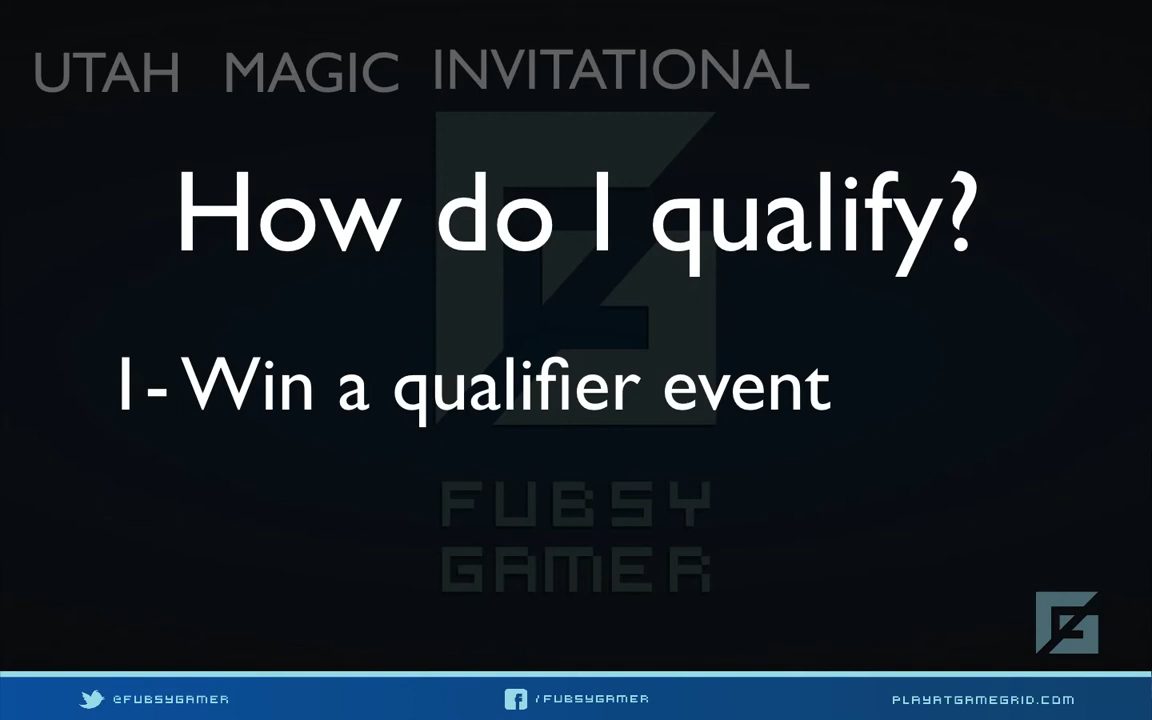 UTAH MAGIC INVITATIONAL
How do I qualify?
1- Win a qualifier event
FUBSY
GAMER
@FUBSYGAMER
/FUBSYGAMER
PLAYATGAMEGRID.COM